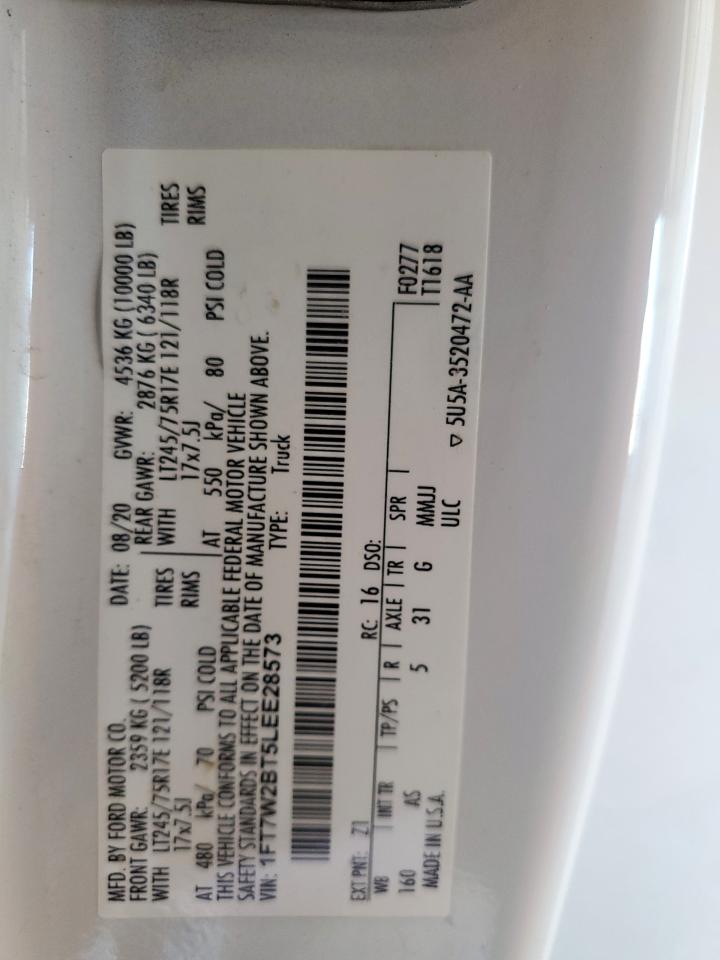 MFD. BY FORD MOTOR CO.
DATE: 08/20 GVWR: 4536 KG (10000 LB)
FRONT GAWR: 2359 KG ( 5200 LB) REAR GAWR: 2876 KG ( 6340 LB)
WITH LT245/75R17E 121/118R TIRES WITH LT245/75R17E 121/118R TIRES
17x7.5J RIMS 17x7.5J RIMS
AT 480 kPa/ 70 PSI COLD AT 550 kPa/ 80 PSI COLD
THIS VEHICLE CONFORMS TO ALL APPLICABLE FEDERAL MOTOR VEHICLE
SAFETY STANDARDS IN EFFECT ON THE DATE OF MANUFACTURE SHOWN ABOVE.
VIN: 1FT7W2BT5LEE28573 TYPE: Truck
EXT PNT: Z1 RC: 16 DSO:
WB INT TR TP/PS R AXLE TR SPR F0277
T1618
160 AS 5 31 G MMJJ
MADE IN U.S.A. ULC ▽ 5U5A-3520472-AA